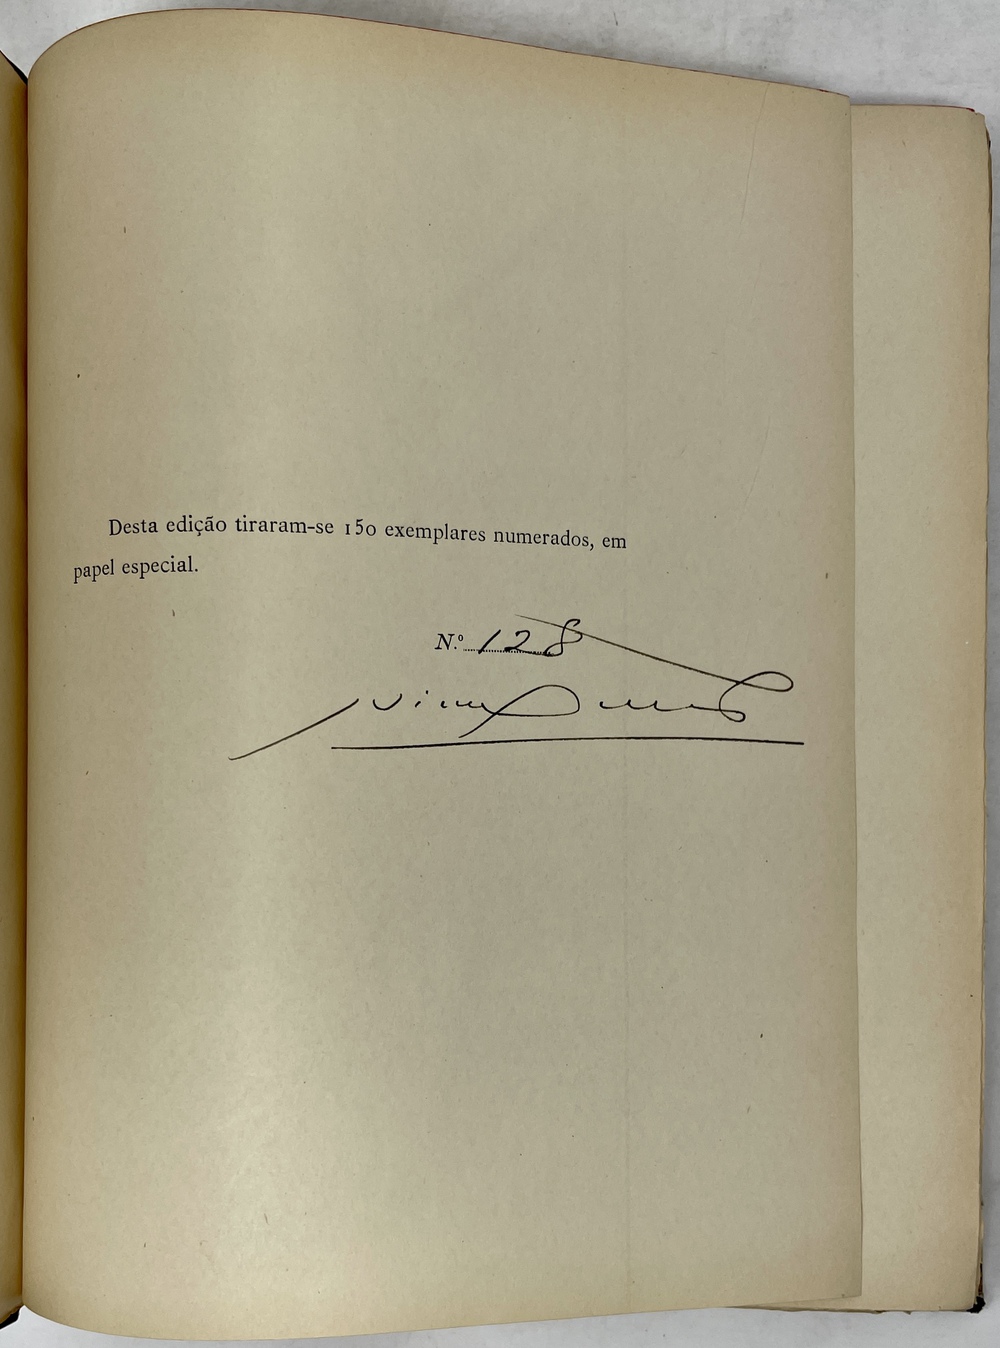 Desta edição tiraram-se 150 exemplares numerados, em
papel especial.
N.º 128